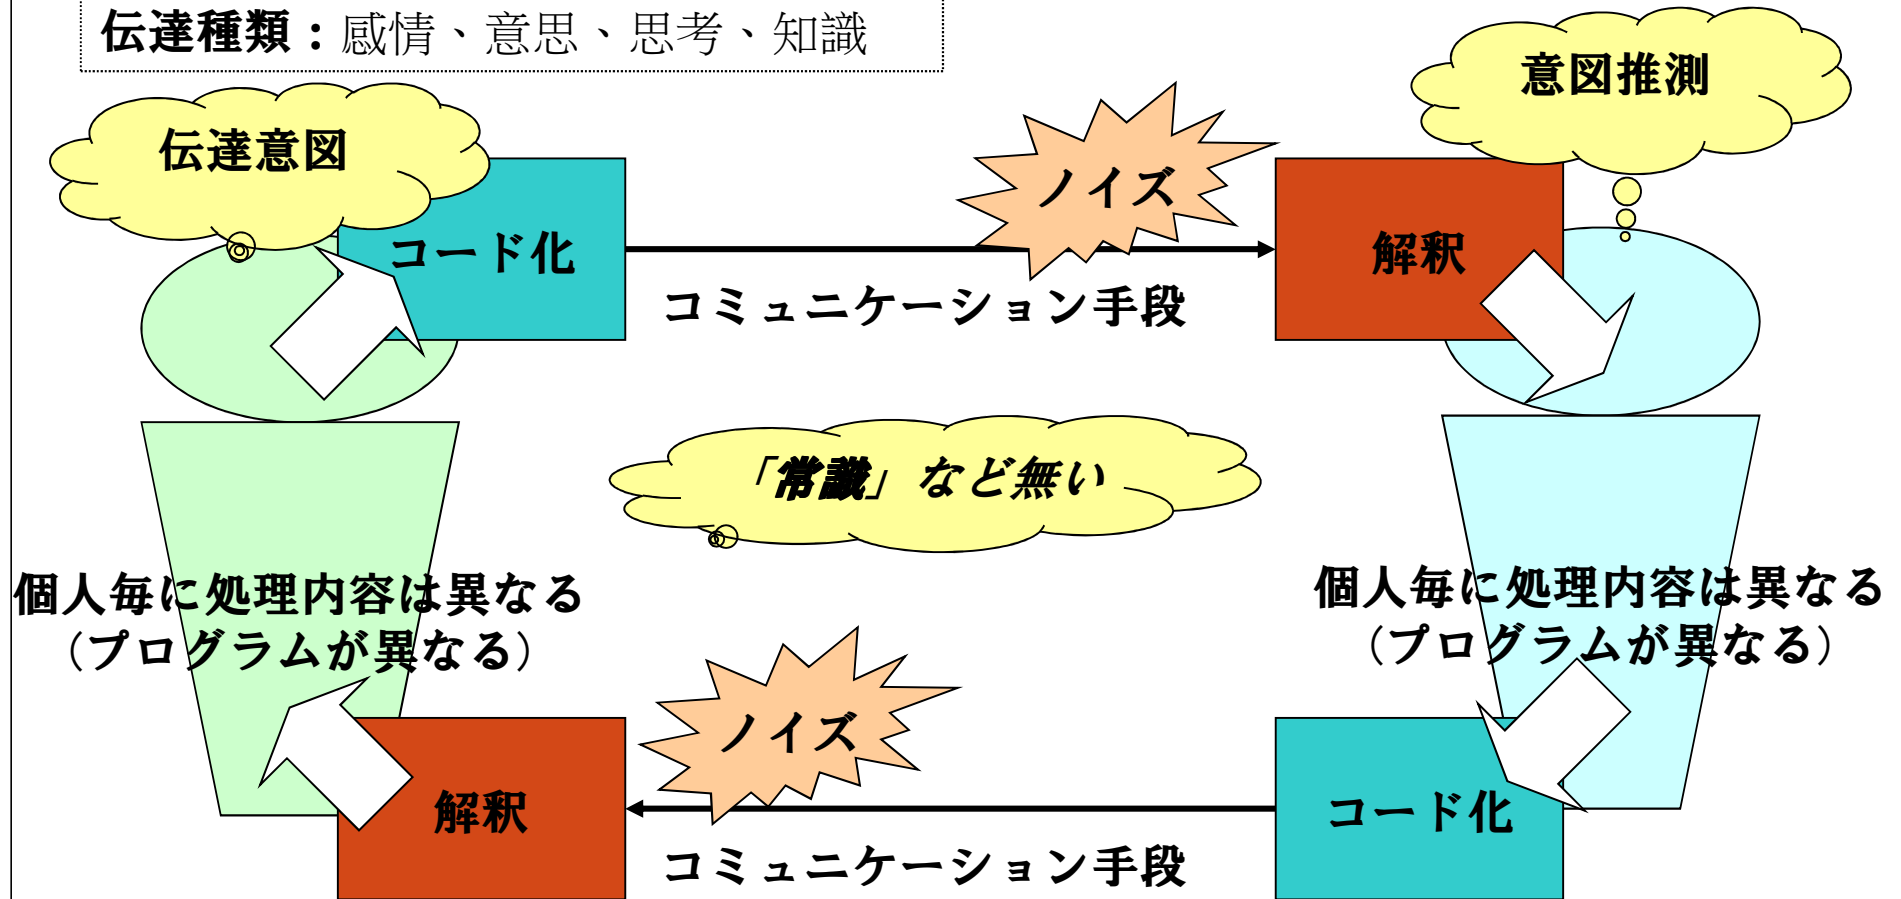 伝達種類：感情、意思、思考、知識
意図推測
伝達意図
ノイズ
コード化
解釈
コミュニケーション手段
「常識」など無い
個人毎に処理内容は異なる
（プログラムが異なる）
個人毎に処理内容は異なる
（プログラムが異なる）
ノイズ
解釈
コード化
コミュニケーション手段